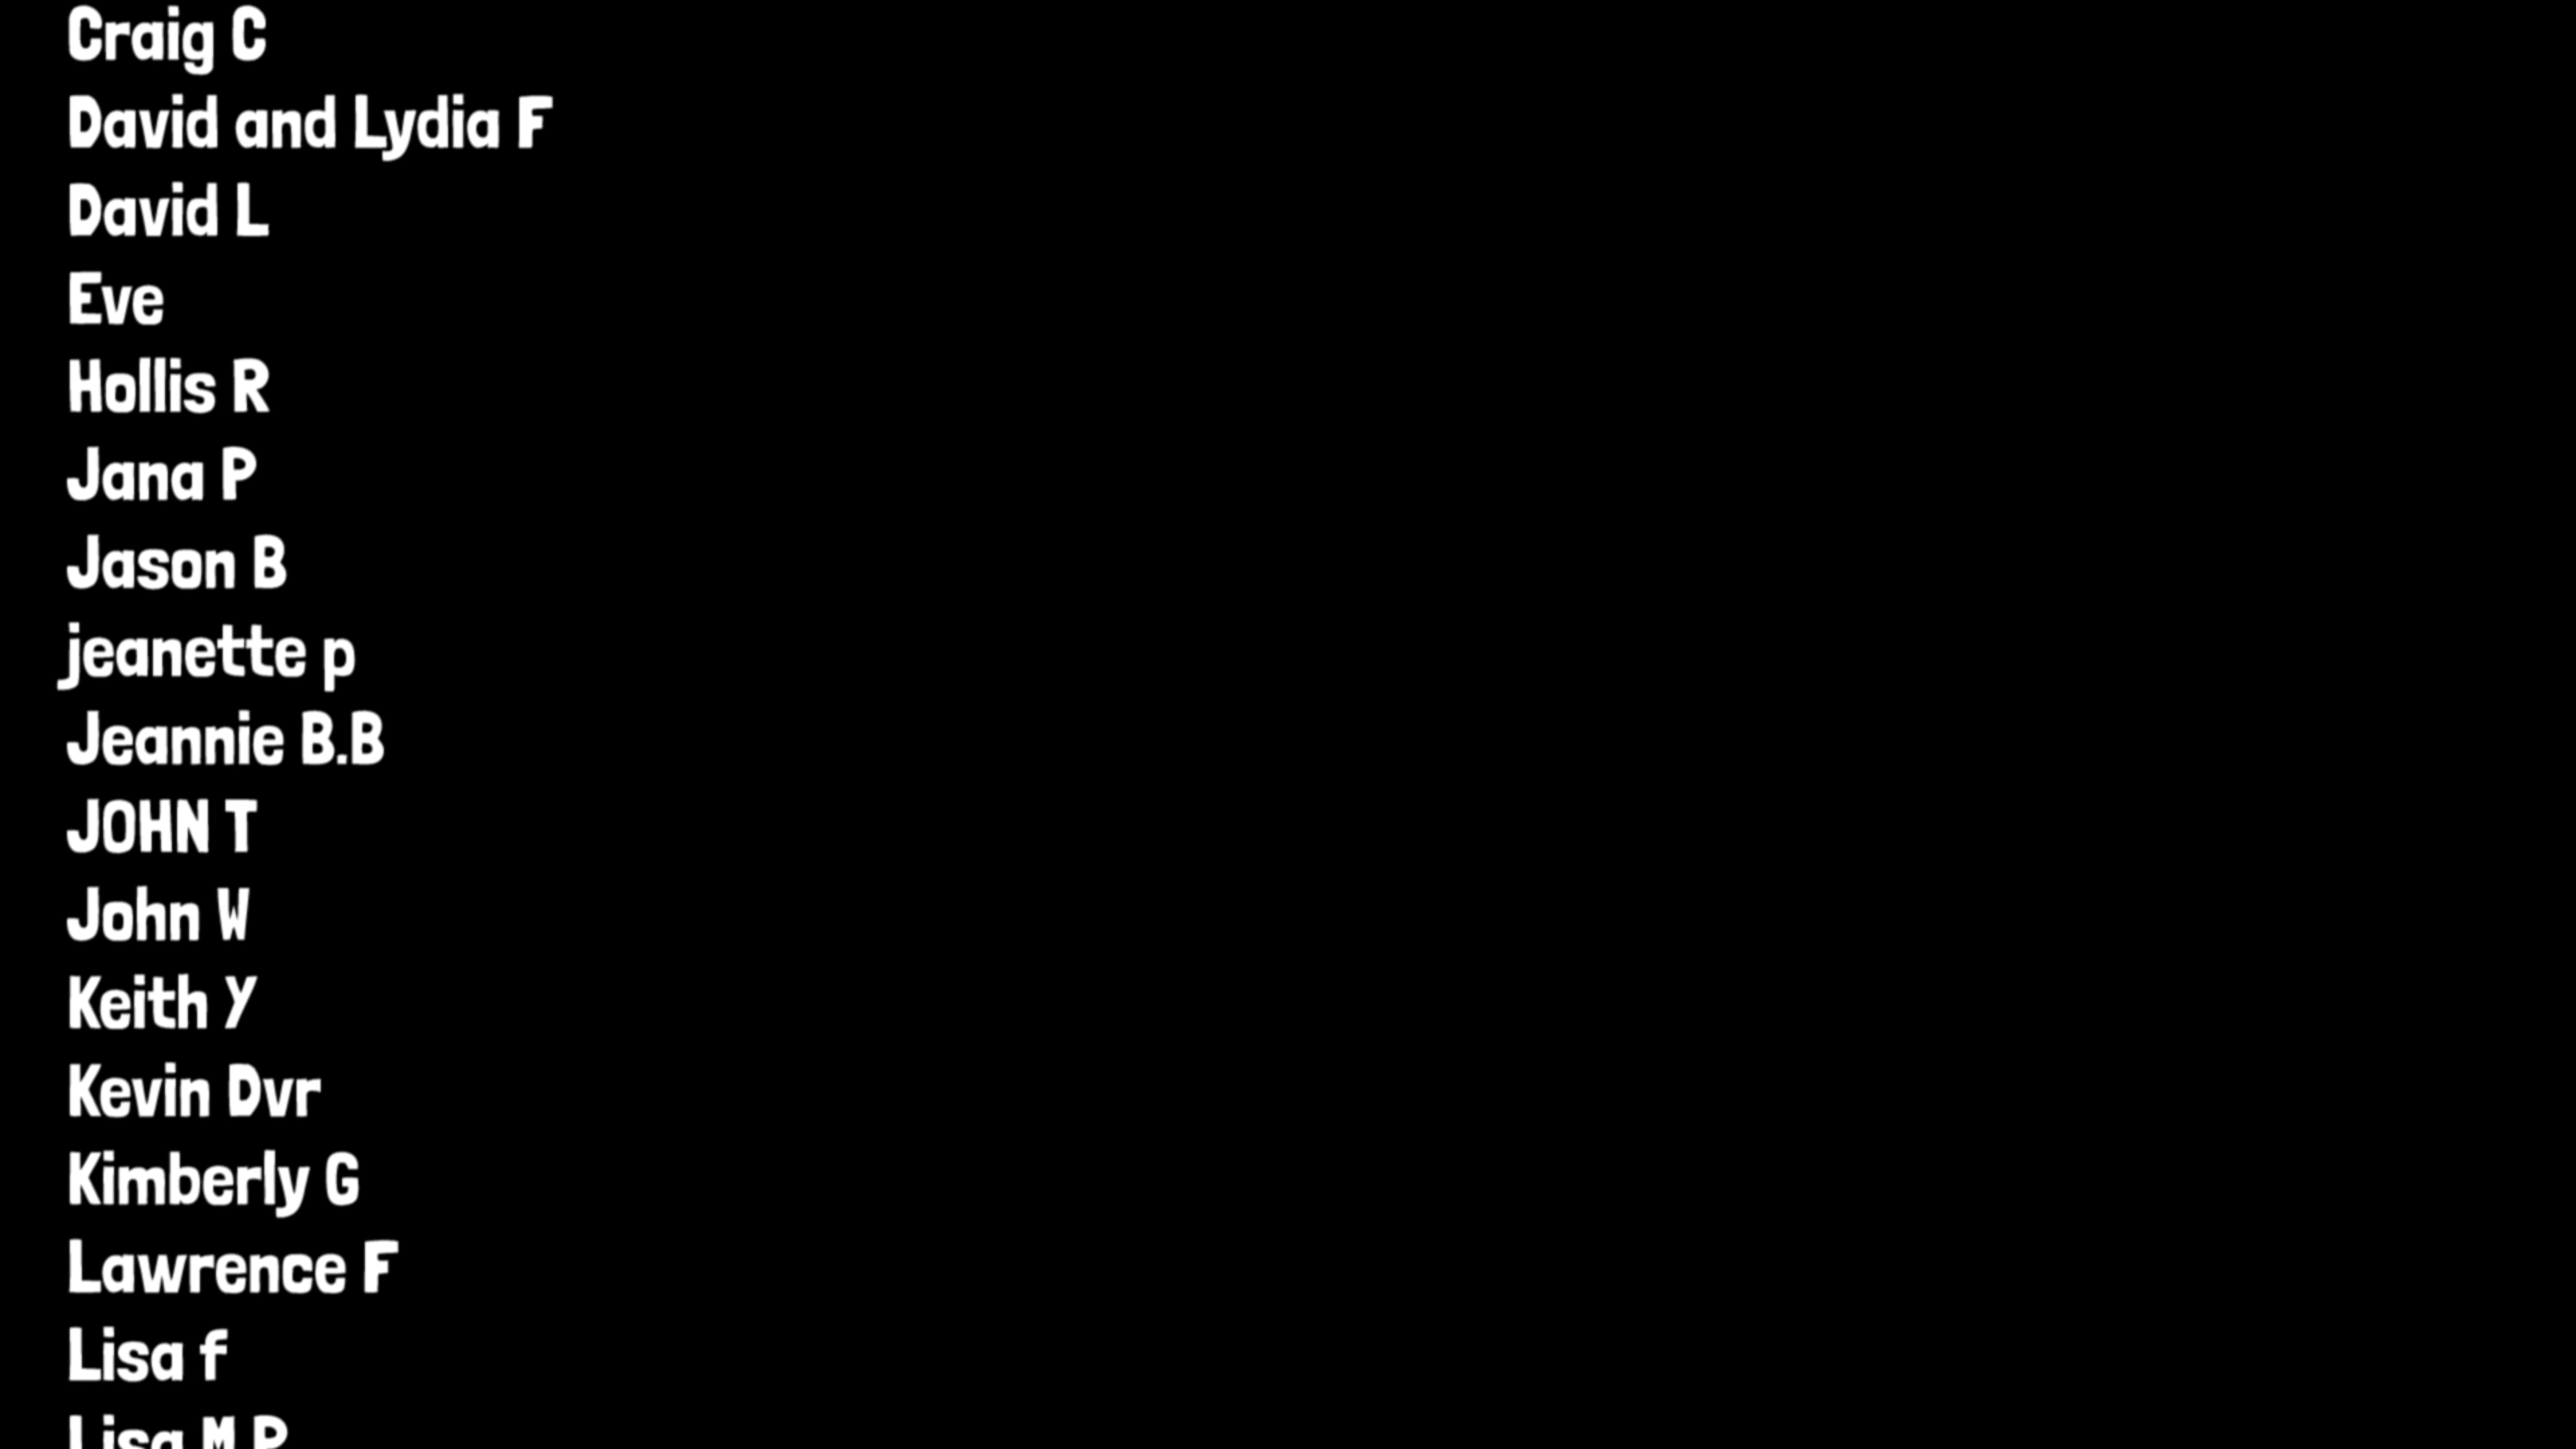 Craig C
David and Lydia F
David L
Eve
Hollis R
Jana P
Jason B
jeanette p
Jeannie B.B
JOHN T
John W
Keith Y
Kevin Dvr
Kimberly G
Lawrence F
Lisa f
Lisa M P